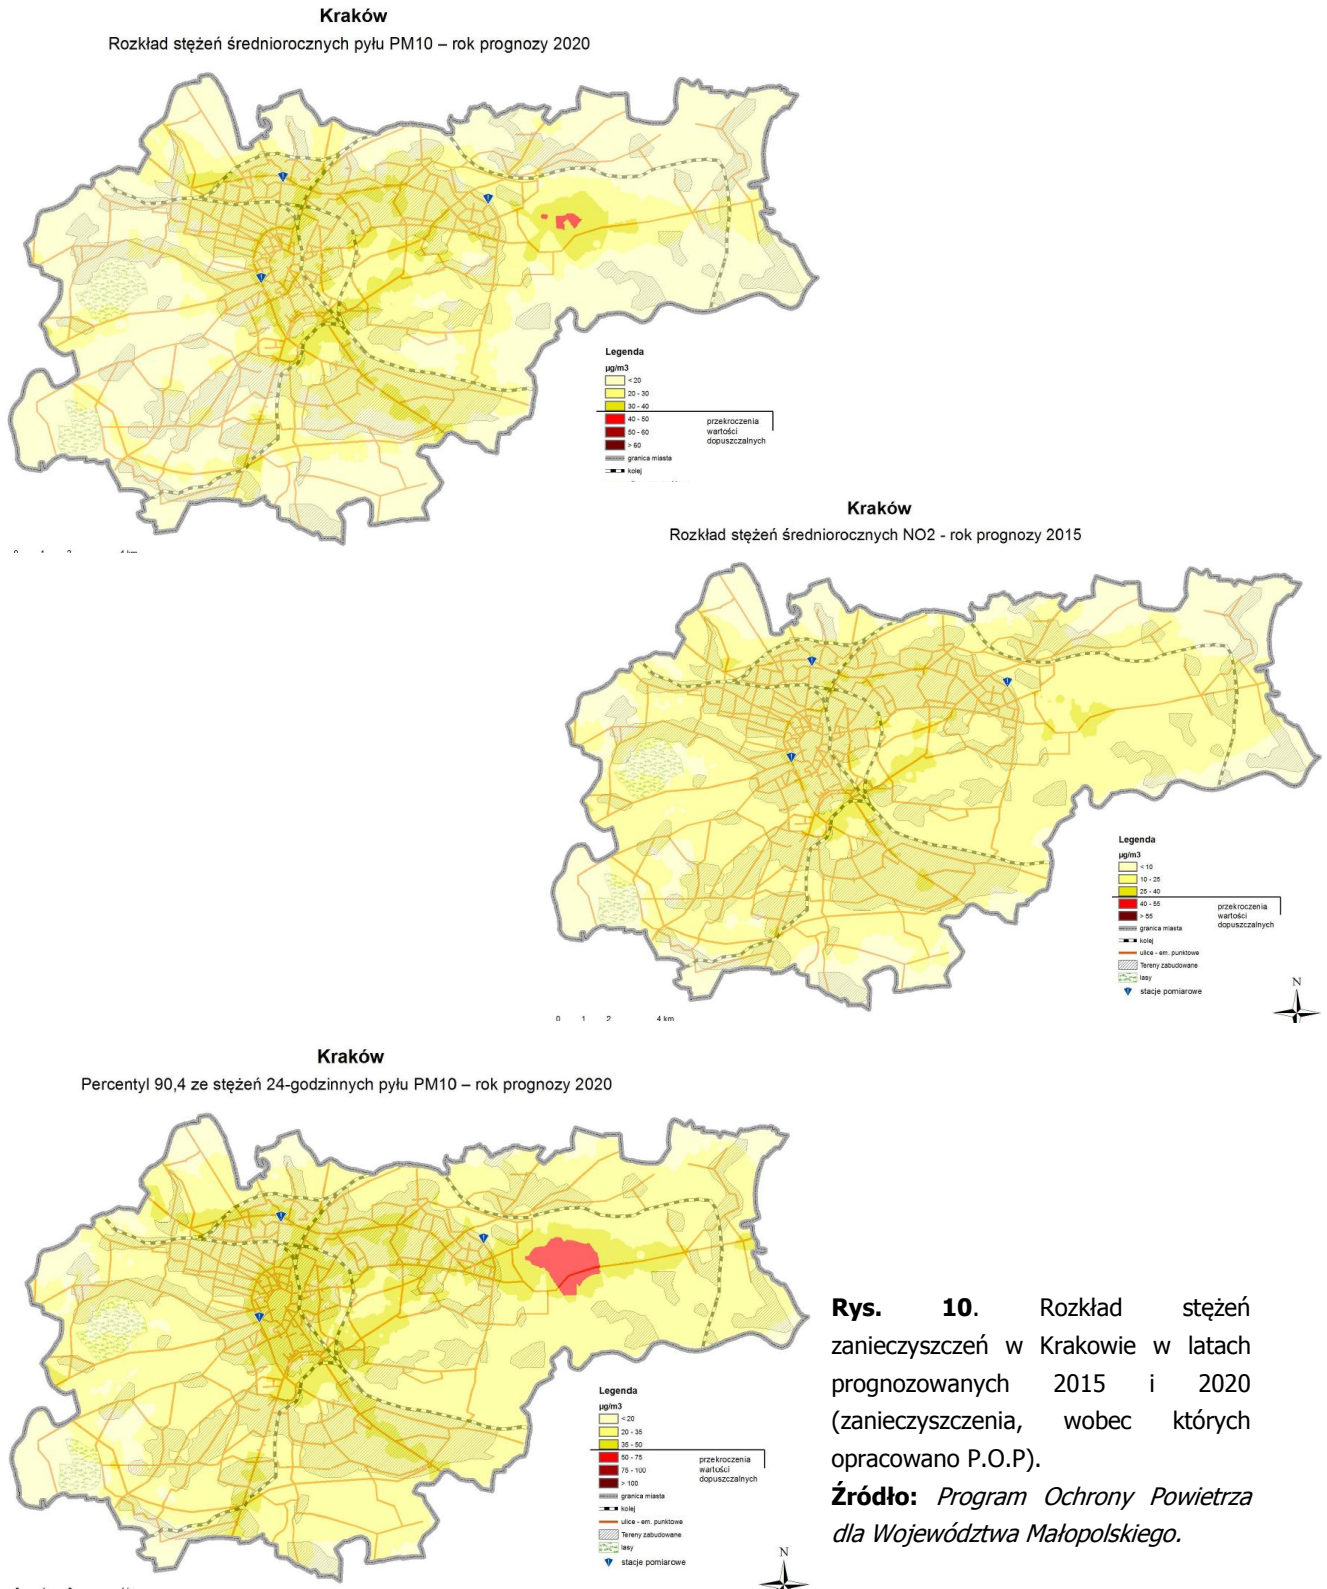 Kraków
Rozkład stężeń średniorocznych pyłu PM10 – rok prognozy 2020
Legenda
µg/m3
< 20
20 - 30
30 - 40
40 - 50
50 - 60
> 60
przekroczenia
wartości
dopuszczalnych
granica miasta
kolej
4 km
Kraków
Rozkład stężeń średniorocznych NO2 - rok prognozy 2015
Legenda
µg/m3
< 10
10 - 25
25 - 40
40 - 55
> 55
przekroczenia
wartości
dopuszczalnych
granica miasta
kolej
ulice - em. punktowe
Tereny zabudowane
lasy
stacje pomiarowe
N
0 1 2 4 km
Kraków
Percentyl 90,4 ze stężeń 24-godzinnych pyłu PM10 – rok prognozy 2020
Legenda
µg/m3
< 20
20 - 35
35 - 50
50 - 75
75 - 100
> 100
przekroczenia
wartości
dopuszczalnych
granica miasta
kolej
ulice - em. punktowe
Tereny zabudowane
lasy
stacje pomiarowe
N
Rys. 10. Rozkład stężeń
zanieczyszczeń w Krakowie w latach
prognozowanych 2015 i 2020
(zanieczyszczenia, wobec których
opracowano P.O.P).
Źródło: Program Ochrony Powietrza
dla Województwa Małopolskiego.